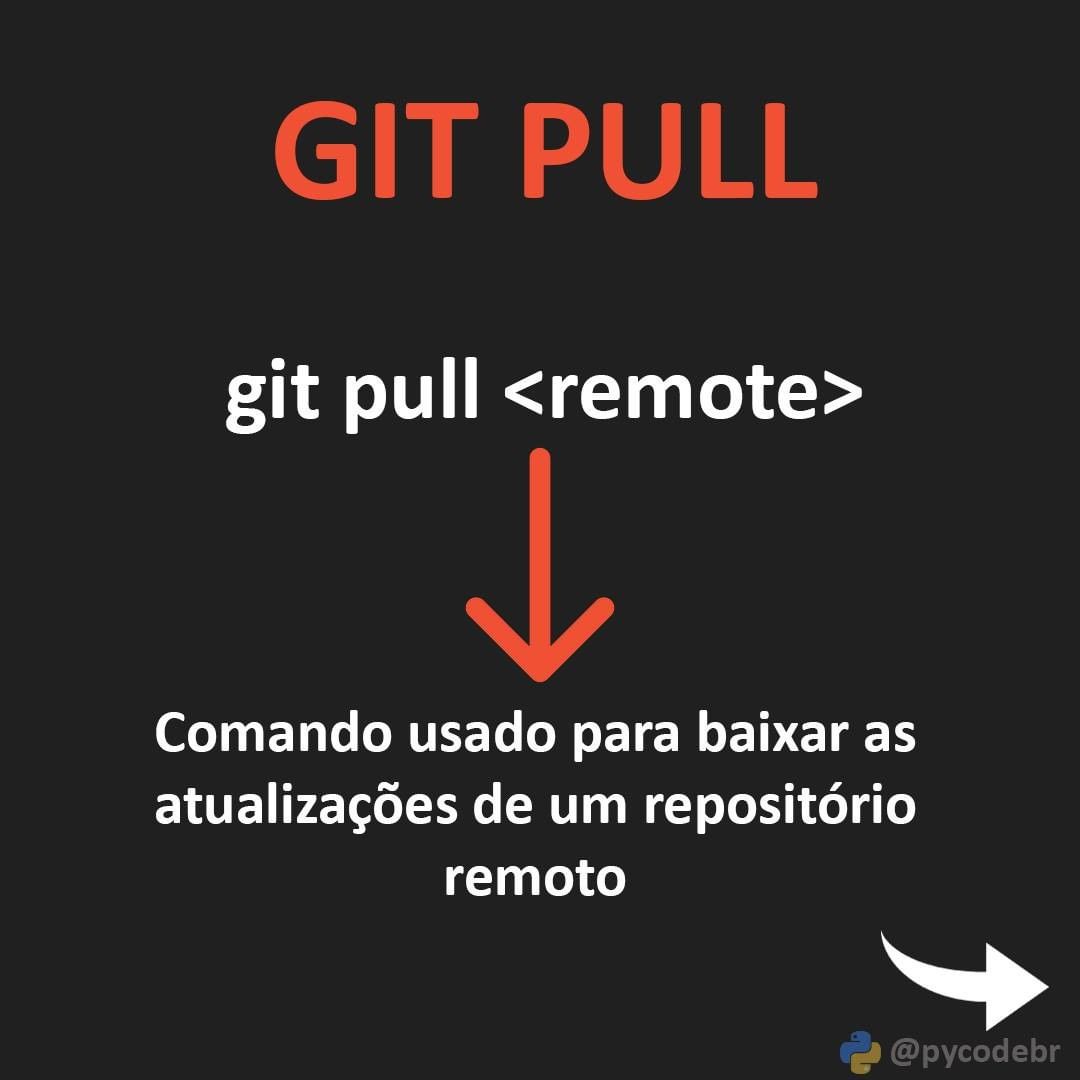 GIT PULL
git pull <remote>
Comando usado para baixar as
atualizações de um repositório
remoto
@pycodebr